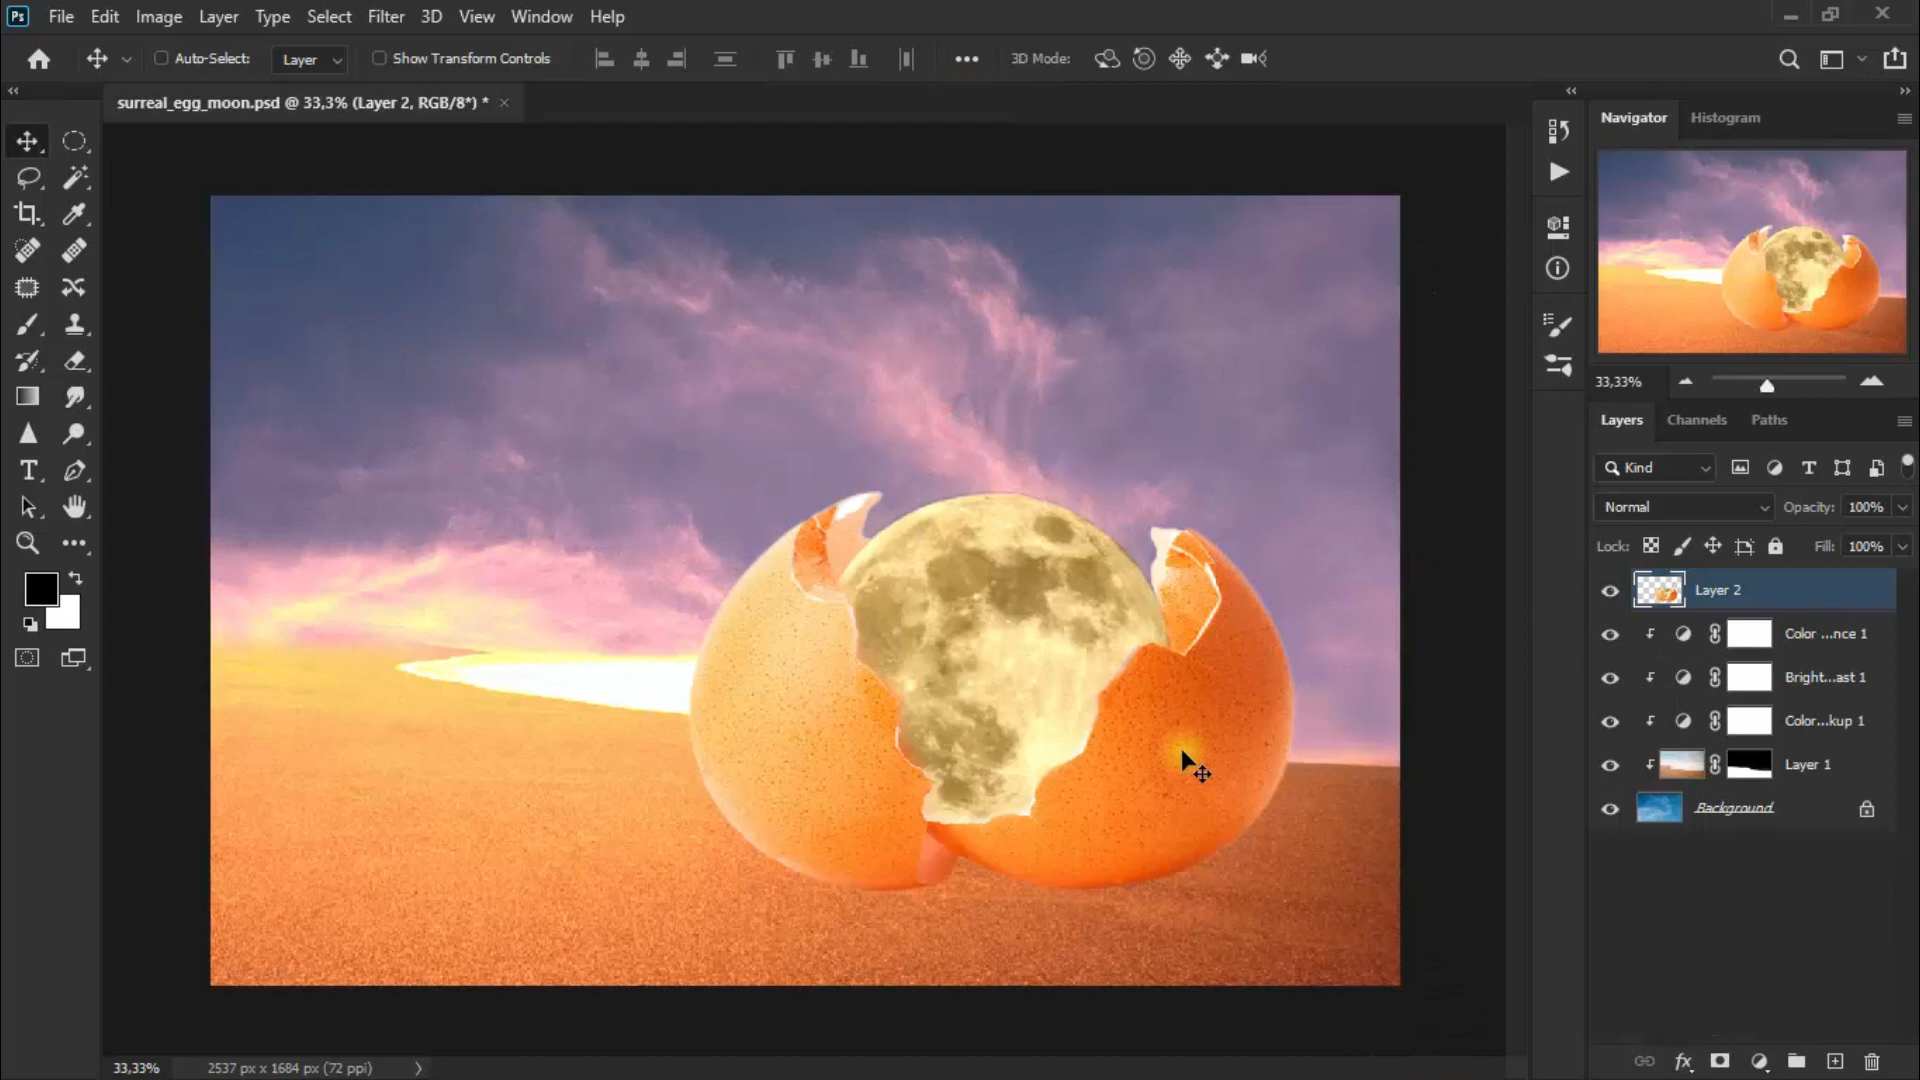 Ps File Edit Image Layer Type Select Filter 3D View Window Help
Auto-Select: Layer Show Transform Controls 3D Mode:
surreal_egg_moon.psd @ 33,3% (Layer 2, RGB/8*) *
Navigator Histogram
33,33%
Layers Channels Paths
Kind
Normal Opacity: 100%
Lock: Fill: 100%
Layer 2
Color ...nce 1
Bright...ast 1
Color...kup 1
Layer 1
Background
33,33% 2537 px x 1684 px (72 ppi)